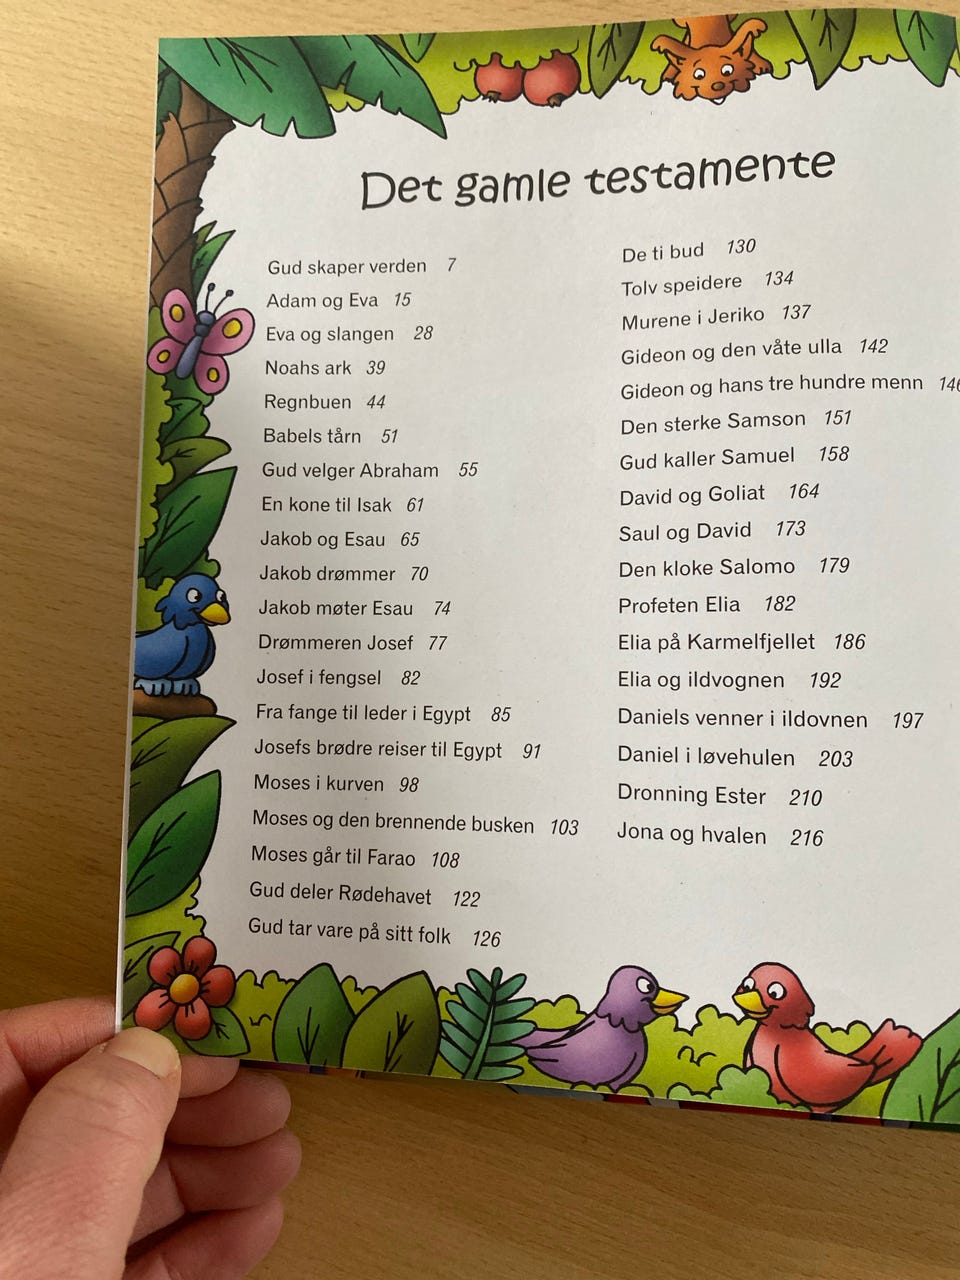 Det gamle testamente
Gud skaper verden 7
Adam og Eva 15
Eva og slangen 28
Noahs ark 39
Regnbuen 44
Babels tårn 51
Gud velger Abraham 55
En kone til Isak 61
Jakob og Esau 65
Jakob drømmer 70
Jakob møter Esau 74
Drømmeren Josef 77
Josef i fengsel 82
Fra fange til leder i Egypt 85
Josefs brødre reiser til Egypt 91
Moses i kurven 98
Moses og den brennende busken 103
Moses går til Farao 108
Gud deler Rødehavet 122
Gud tar vare på sitt folk 126
De ti bud 130
Tolv speidere 134
Murene i Jeriko 137
Gideon og den våte ulla 142
Gideon og hans tre hundre menn 146
Den sterke Samson 151
Gud kaller Samuel 158
David og Goliat 164
Saul og David 173
Den kloke Salomo 179
Profeten Elia 182
Elia på Karmelfjellet 186
Elia og ildvognen 192
Daniels venner i ildovnen 197
Daniel i løvehulen 203
Dronning Ester 210
Jona og hvalen 216